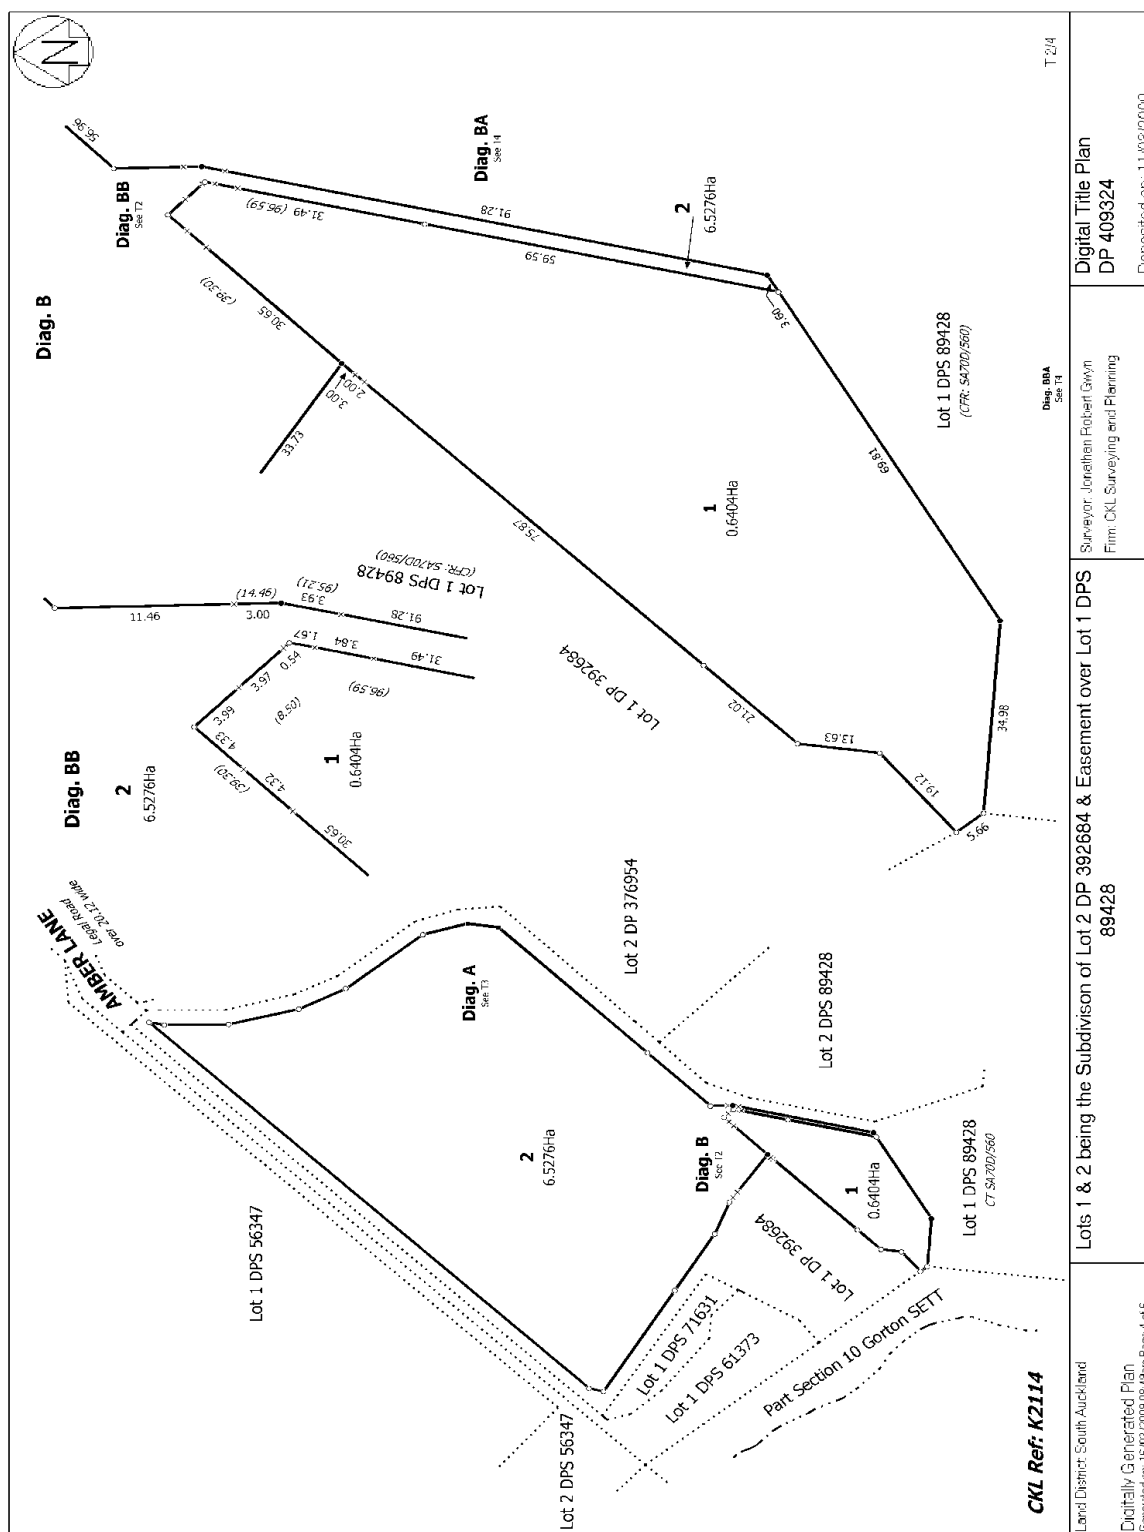 N
T 2/4
Diag. B
56.96
Diag. BB
See T2
Diag. BA
See T4
31.49 (96.59)
91.28
59.59
2
6.5276Ha
(39.30)
30.65
3.00
2.00
33.73
3.60
Lot 1 DPS 89428
(CFR: SA70D/560)
Diag. BBA
See T4
1
0.6404Ha
69.81
75.87
21.02
13.63
19.12
5.66
34.98
Lot 1 DP 392684
Diag. BB
2
6.5276Ha
11.46
(14.46)
3.00
(95.21)
3.93
91.28
Lot 1 DPS 89428
(CFR: SA70D/560)
1.67
3.84
31.49
(96.59)
0.54
3.97
3.99
(8.50)
4.33
(39.30)
4.32
30.65
1
0.6404Ha
AMBER LANE
Legal Road
over 20.12 wide
Diag. A
See T3
Lot 2 DP 376954
Lot 2 DPS 89428
2
6.5276Ha
Diag. B
See T2
1
0.6404Ha
Lot 1 DPS 89428
CT SA70D/560
Lot 1 DP 392684
Lot 1 DPS 56347
Lot 2 DPS 56347
Lot 1 DPS 71631
Lot 1 DPS 61373
Part Section 10 Gorton SETT
CKL Ref: K2114
Land District: South Auckland
Digitally Generated Plan
Lots 1 & 2 being the Subdivison of Lot 2 DP 392684 & Easement over Lot 1 DPS
89428
Surveyor: Jonathan Robert Gwyn
Firm: CKL Surveying and Planning
Digital Title Plan
DP 409324